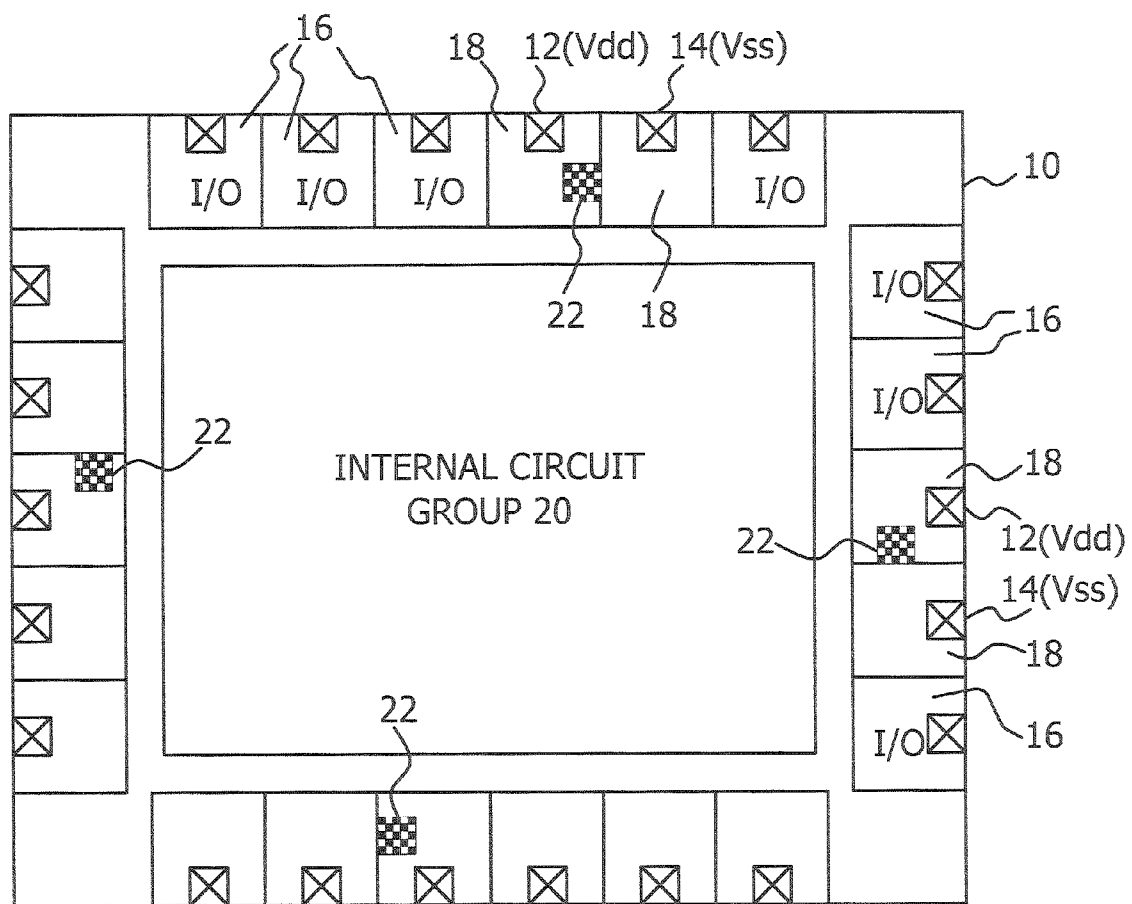 16
18
12(Vdd)
14(Vss)
10
I/O
I/O
I/O
I/O
22
18
I/O
16
I/O
22
INTERNAL CIRCUIT
GROUP 20
18
22
12(Vdd)
14(Vss)
18
22
16
I/O